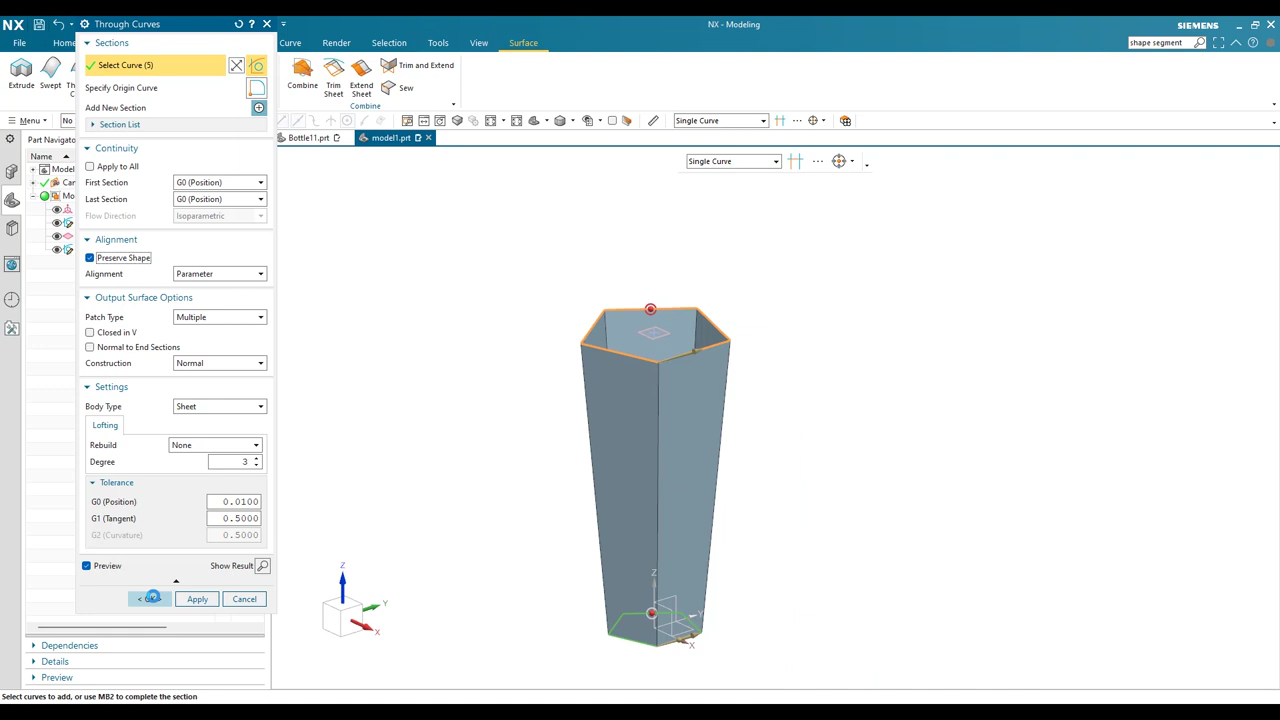 NX
Through Curves
NX - Modeling
SIEMENS
File
Home
Curve
Render
Selection
Tools
View
Surface
shape segment
Extrude
Swept
Combine
Trim Sheet
Extend Sheet
Trim and Extend
Sew
Combine
Menu
No
Single Curve
Part Navigator
Bottle11.prt
model1.prt
Name
Model
Cam
Mo
Single Curve
Sections
Select Curve (5)
Specify Origin Curve
Add New Section
Section List
Continuity
Apply to All
First Section
G0 (Position)
Last Section
G0 (Position)
Flow Direction
Isoparametric
Alignment
Preserve Shape
Alignment
Parameter
Output Surface Options
Patch Type
Multiple
Closed in V
Normal to End Sections
Construction
Normal
Settings
Body Type
Sheet
Lofting
Rebuild
None
Degree
3
Tolerance
G0 (Position)
0.0100
G1 (Tangent)
0.5000
G2 (Curvature)
0.5000
Preview
Show Result
Apply
Cancel
Z
Y
X
Z
Y
X
Dependencies
Details
Preview
Select curves to add, or use MB2 to complete the section